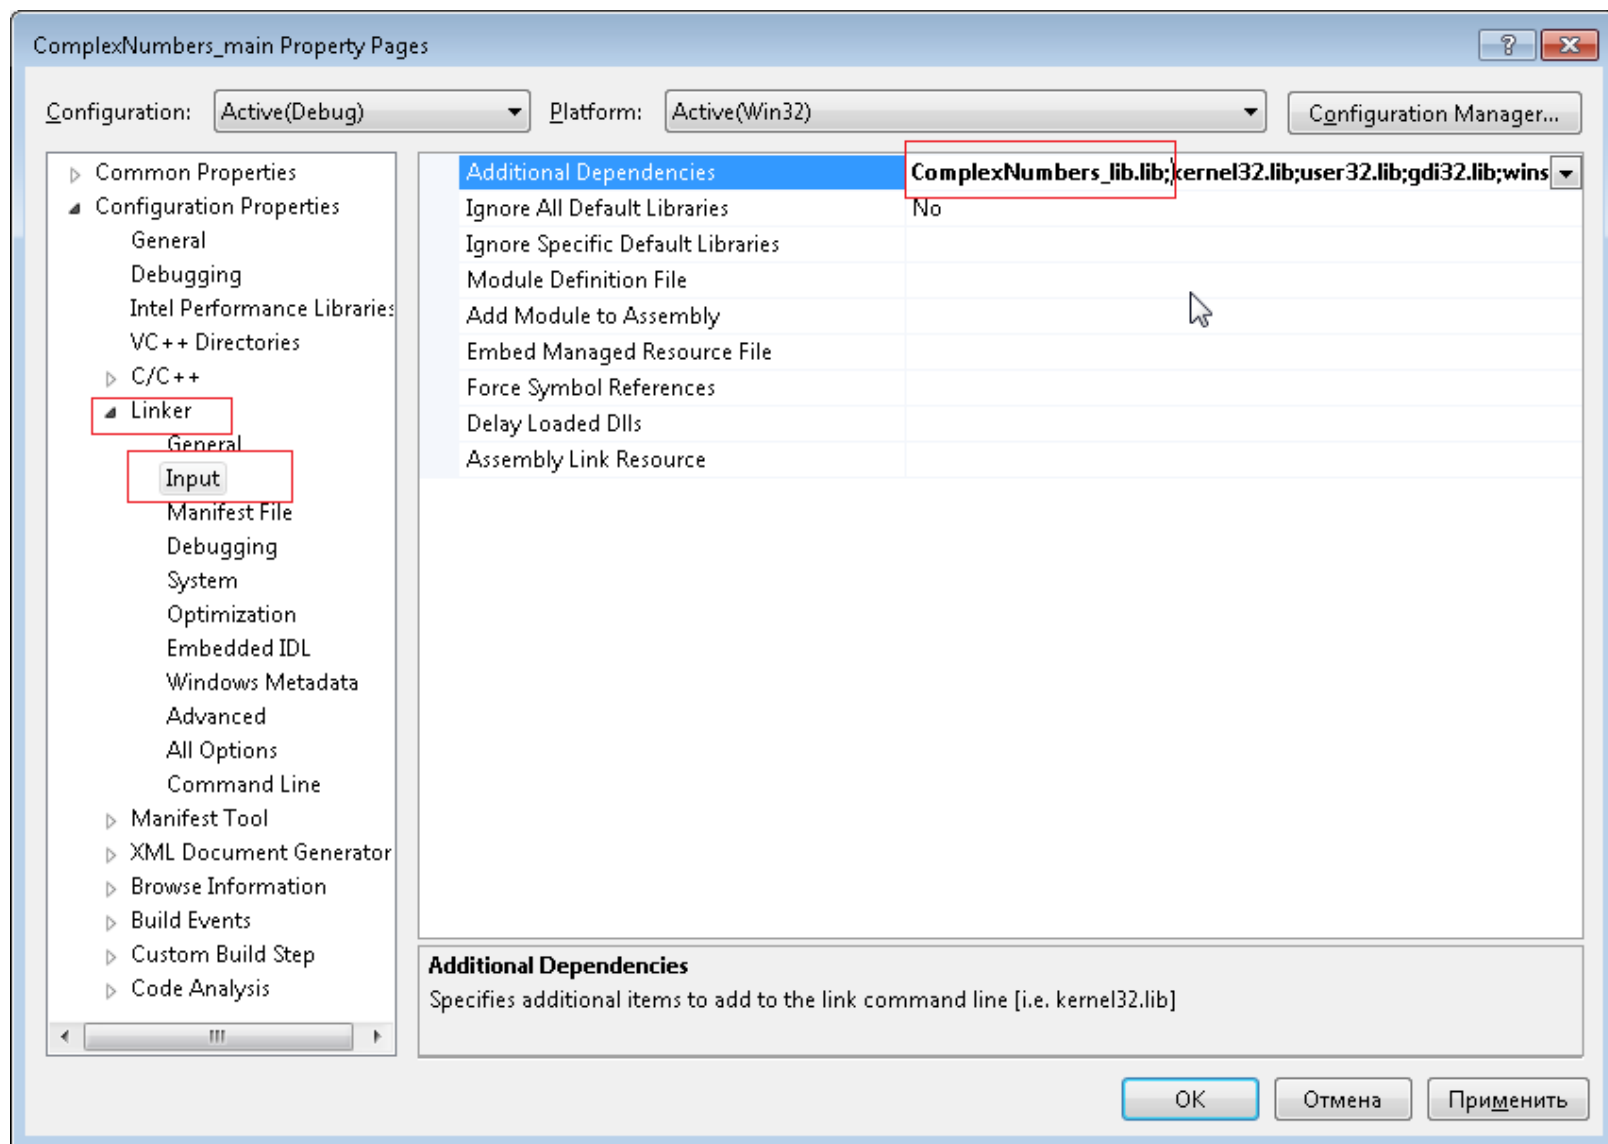 ComplexNumbers_main Property Pages
Configuration: Active(Debug) Platform: Active(Win32) Configuration Manager...
Common Properties
Configuration Properties
General
Debugging
Intel Performance Libraries
VC++ Directories
C/C++
Linker
General
Input
Manifest File
Debugging
System
Optimization
Embedded IDL
Windows Metadata
Advanced
All Options
Command Line
Manifest Tool
XML Document Generator
Browse Information
Build Events
Custom Build Step
Code Analysis
Additional Dependencies ComplexNumbers_lib.lib;kernel32.lib;user32.lib;gdi32.lib;wins
Ignore All Default Libraries No
Ignore Specific Default Libraries
Module Definition File
Add Module to Assembly
Embed Managed Resource File
Force Symbol References
Delay Loaded Dlls
Assembly Link Resource
Additional Dependencies
Specifies additional items to add to the link command line [i.e. kernel32.lib]
OK Отмена Применить